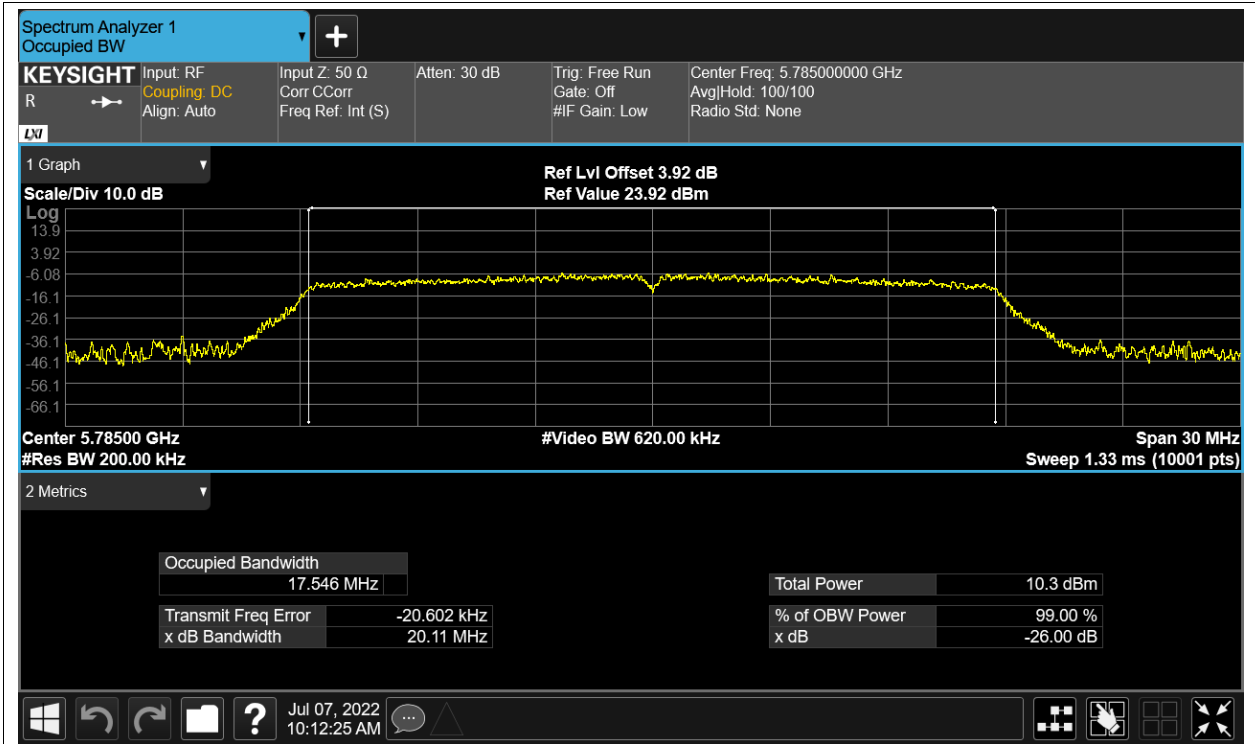 Spectrum Analyzer 1
Occupied BW
KEYSIGHT
R
LXI
Input: RF
Coupling: DC
Align: Auto
Input Z: 50 Ω
Corr CCorr
Freq Ref: Int (S)
Atten: 30 dB
Trig: Free Run
Gate: Off
#IF Gain: Low
Center Freq: 5.785000000 GHz
Avg|Hold: 100/100
Radio Std: None
1 Graph
Scale/Div 10.0 dB
Ref Lvl Offset 3.92 dB
Ref Value 23.92 dBm
Log
13.9
3.92
-6.08
-16.1
-26.1
-36.1
-46.1
-56.1
-66.1
Center 5.78500 GHz
#Video BW 620.00 kHz
Span 30 MHz
#Res BW 200.00 kHz
Sweep 1.33 ms (10001 pts)
2 Metrics
Occupied Bandwidth
17.546 MHz
Total Power 10.3 dBm
Transmit Freq Error -20.602 kHz
% of OBW Power 99.00 %
x dB Bandwidth 20.11 MHz
x dB -26.00 dB
?
Jul 07, 2022
10:12:25 AM